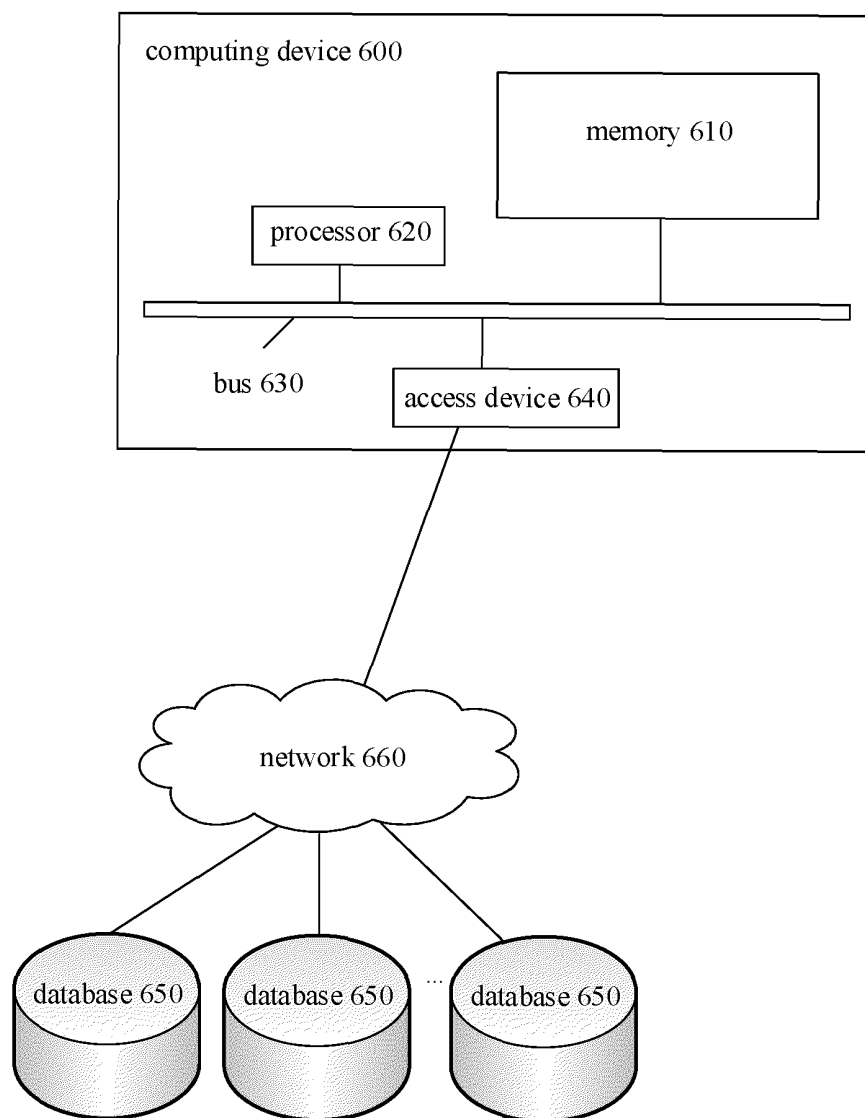 computing device 600
memory 610
processor 620
bus 630
access device 640
network 660
database 650
database 650
...
database 650